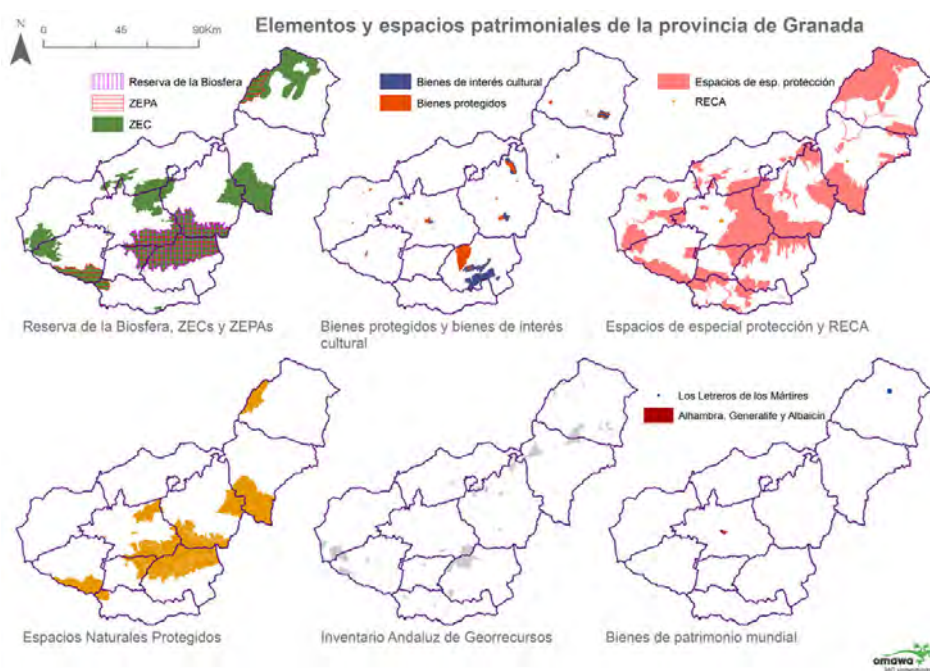 Elementos y espacios patrimoniales de la provincia de Granada
N
0 45 90Km
Reserva de la Biosfera
ZEPA
ZEC
Bienes de interés cultural
Bienes protegidos
Espacios de esp. protección
RECA
Reserva de la Biosfera, ZECs y ZEPAs
Bienes protegidos y bienes de interés
cultural
Espacios de especial protección y RECA
Los Letreros de los Mártires
Alhambra, Generalife y Albaicín
Espacios Naturales Protegidos
Inventario Andaluz de Georrecursos
Bienes de patrimonio mundial
omawa